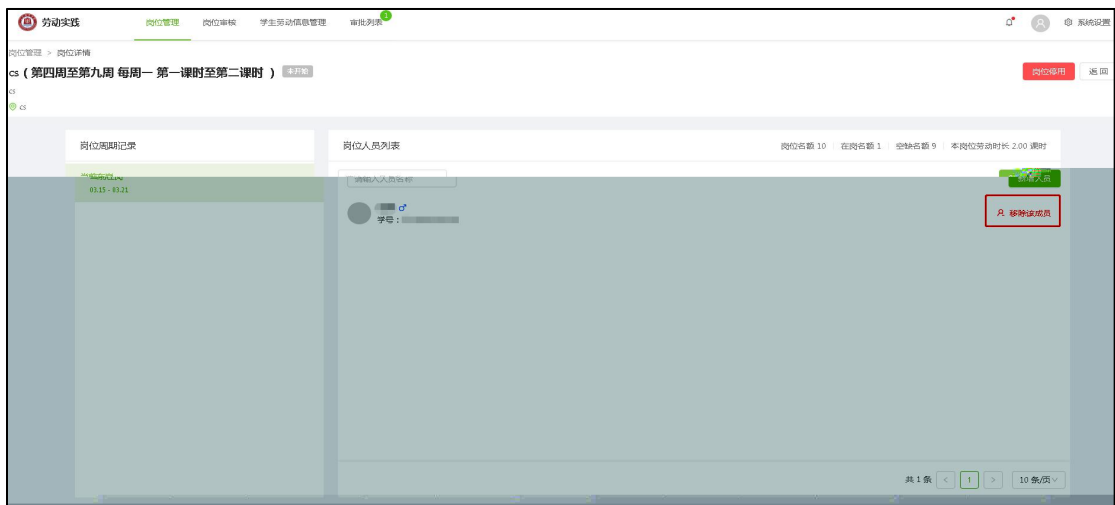 劳动实践
岗位管理
岗位审核
学生劳动信息管理
审批列表
1
系统设置
岗位管理 > 岗位详情
cs ( 第四周至第九周 每周一 第一课时至第二课时 )
未开始
岗位停用
返 回
cs
cs
岗位周期记录
岗位人员列表
岗位名额 10
在岗名额 1
空缺名额 9
本岗位劳动时长 2.00 课时
03.15 - 03.21
请输入人员名称
学号：
移除该成员
共 1 条
<
1
>
10 条/页